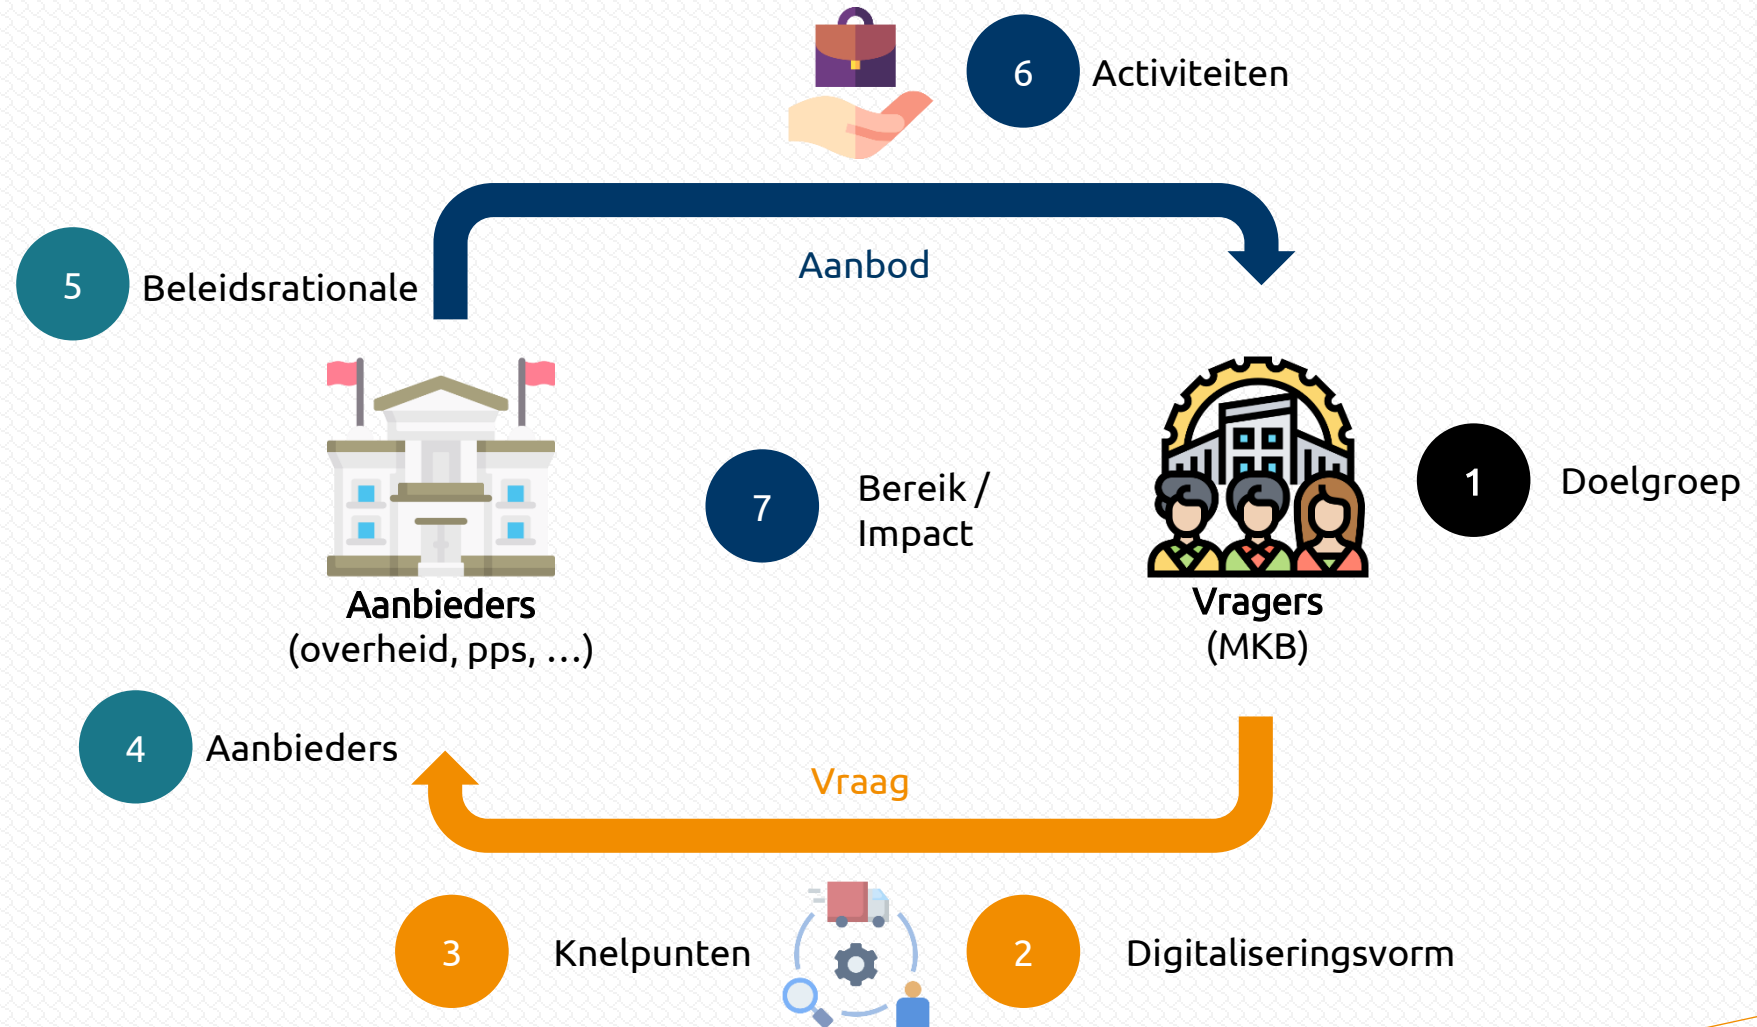 6 Activiteiten
Aanbod
5 Beleidsrationale
7 Bereik /
Impact
1 Doelgroep
Aanbieders
(overheid, pps, …)
Vragers
(MKB)
4 Aanbieders
Vraag
3 Knelpunten
2 Digitaliseringsvorm